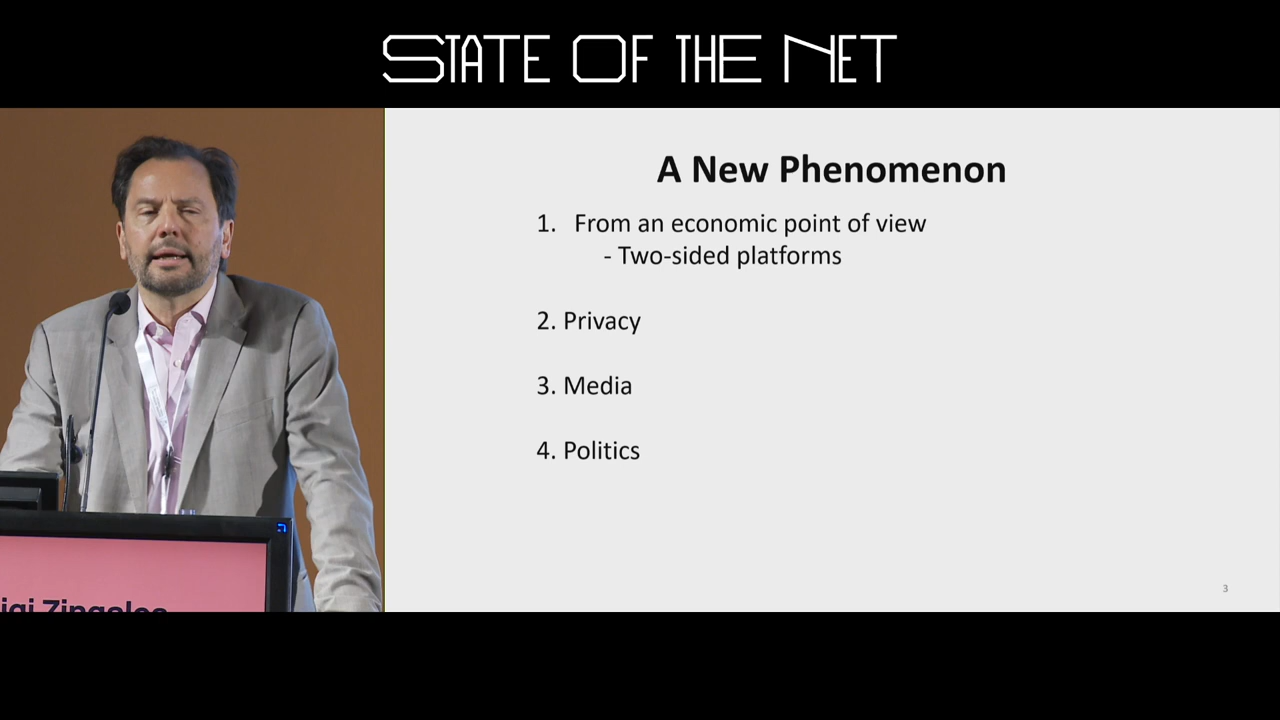 STATE OF THE NET
A New Phenomenon
1. From an economic point of view
- Two-sided platforms
2. Privacy
3. Media
4. Politics
3